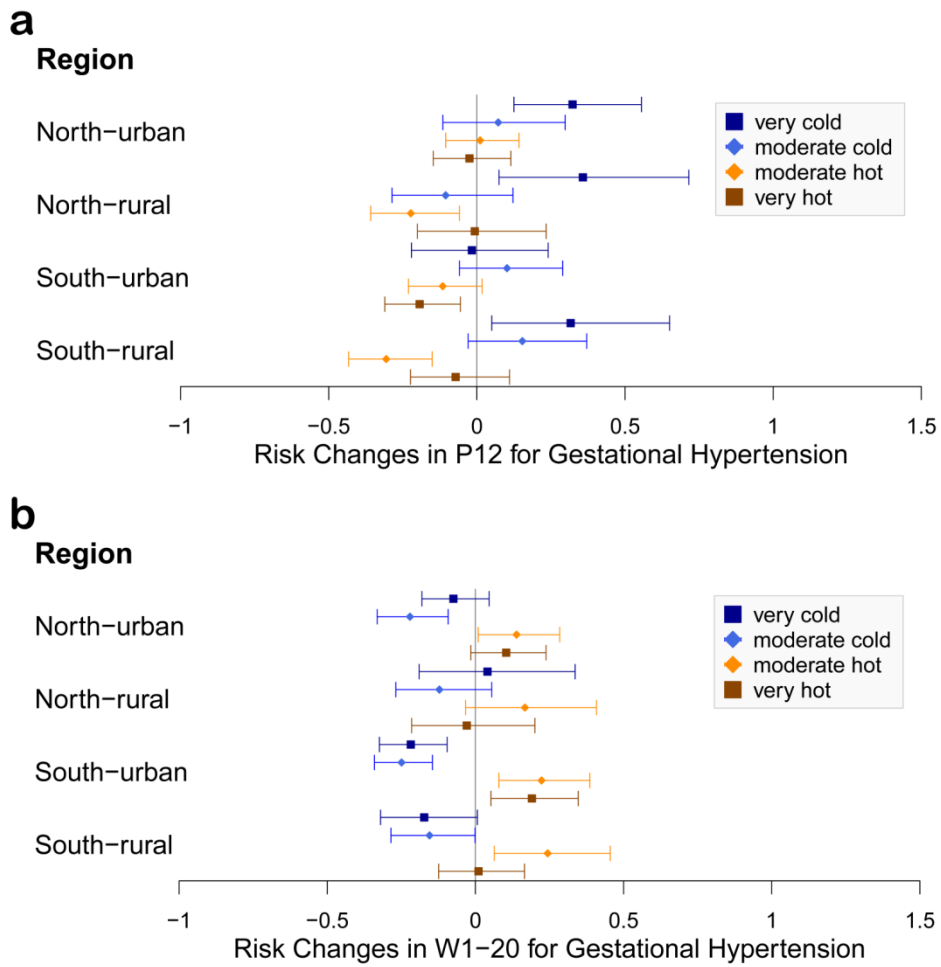 a
Region
North−urban
North−rural
South−urban
South−rural
very cold
moderate cold
moderate hot
very hot
−1
−0.5
0
0.5
1
1.5
Risk Changes in P12 for Gestational Hypertension
b
Region
North−urban
North−rural
South−urban
South−rural
very cold
moderate cold
moderate hot
very hot
−1
−0.5
0
0.5
1
1.5
Risk Changes in W1−20 for Gestational Hypertension